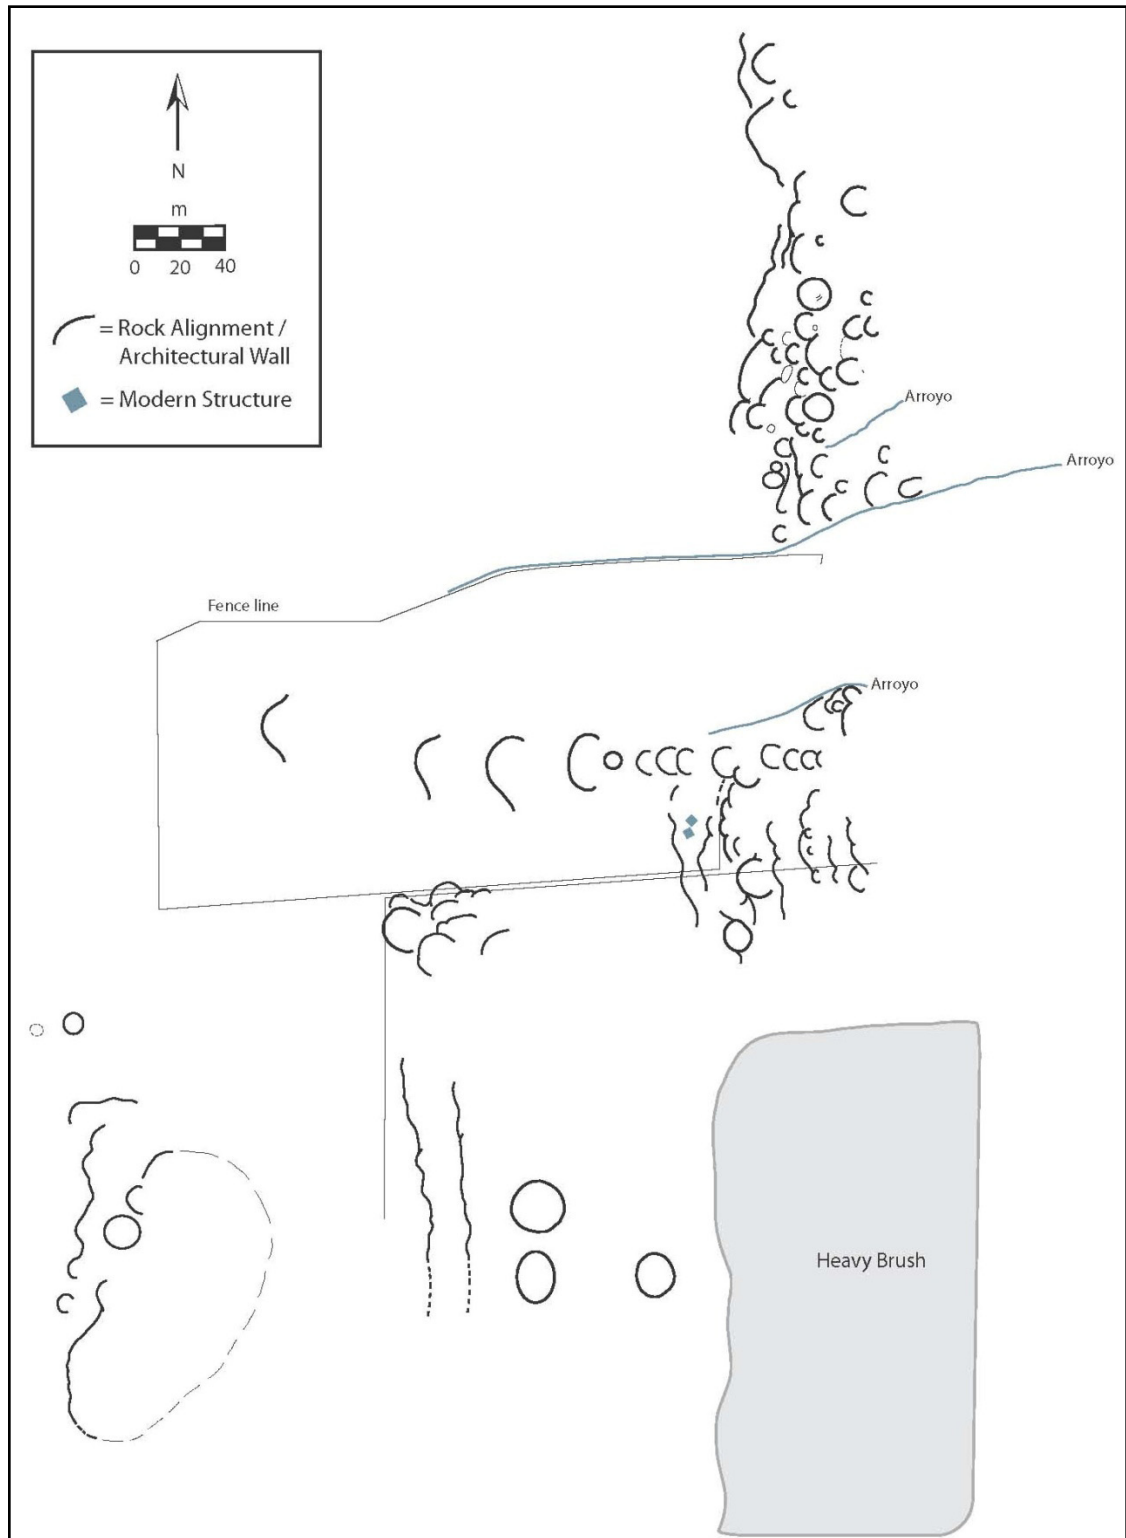 N
m
0 20 40
= Rock Alignment /
Architectural Wall
= Modern Structure
Arroyo
Arroyo
Fence line
Arroyo
Heavy Brush